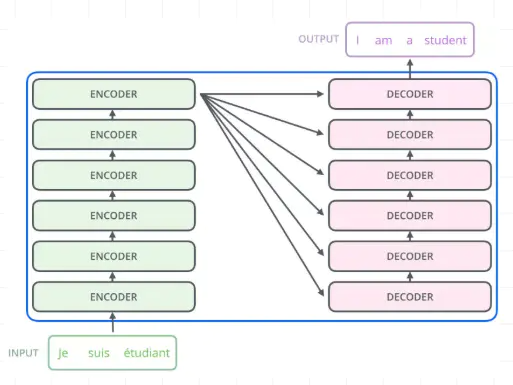 OUTPUT
I am a student
ENCODER
DECODER
ENCODER
DECODER
ENCODER
DECODER
ENCODER
DECODER
ENCODER
DECODER
ENCODER
DECODER
INPUT
Je suis étudiant